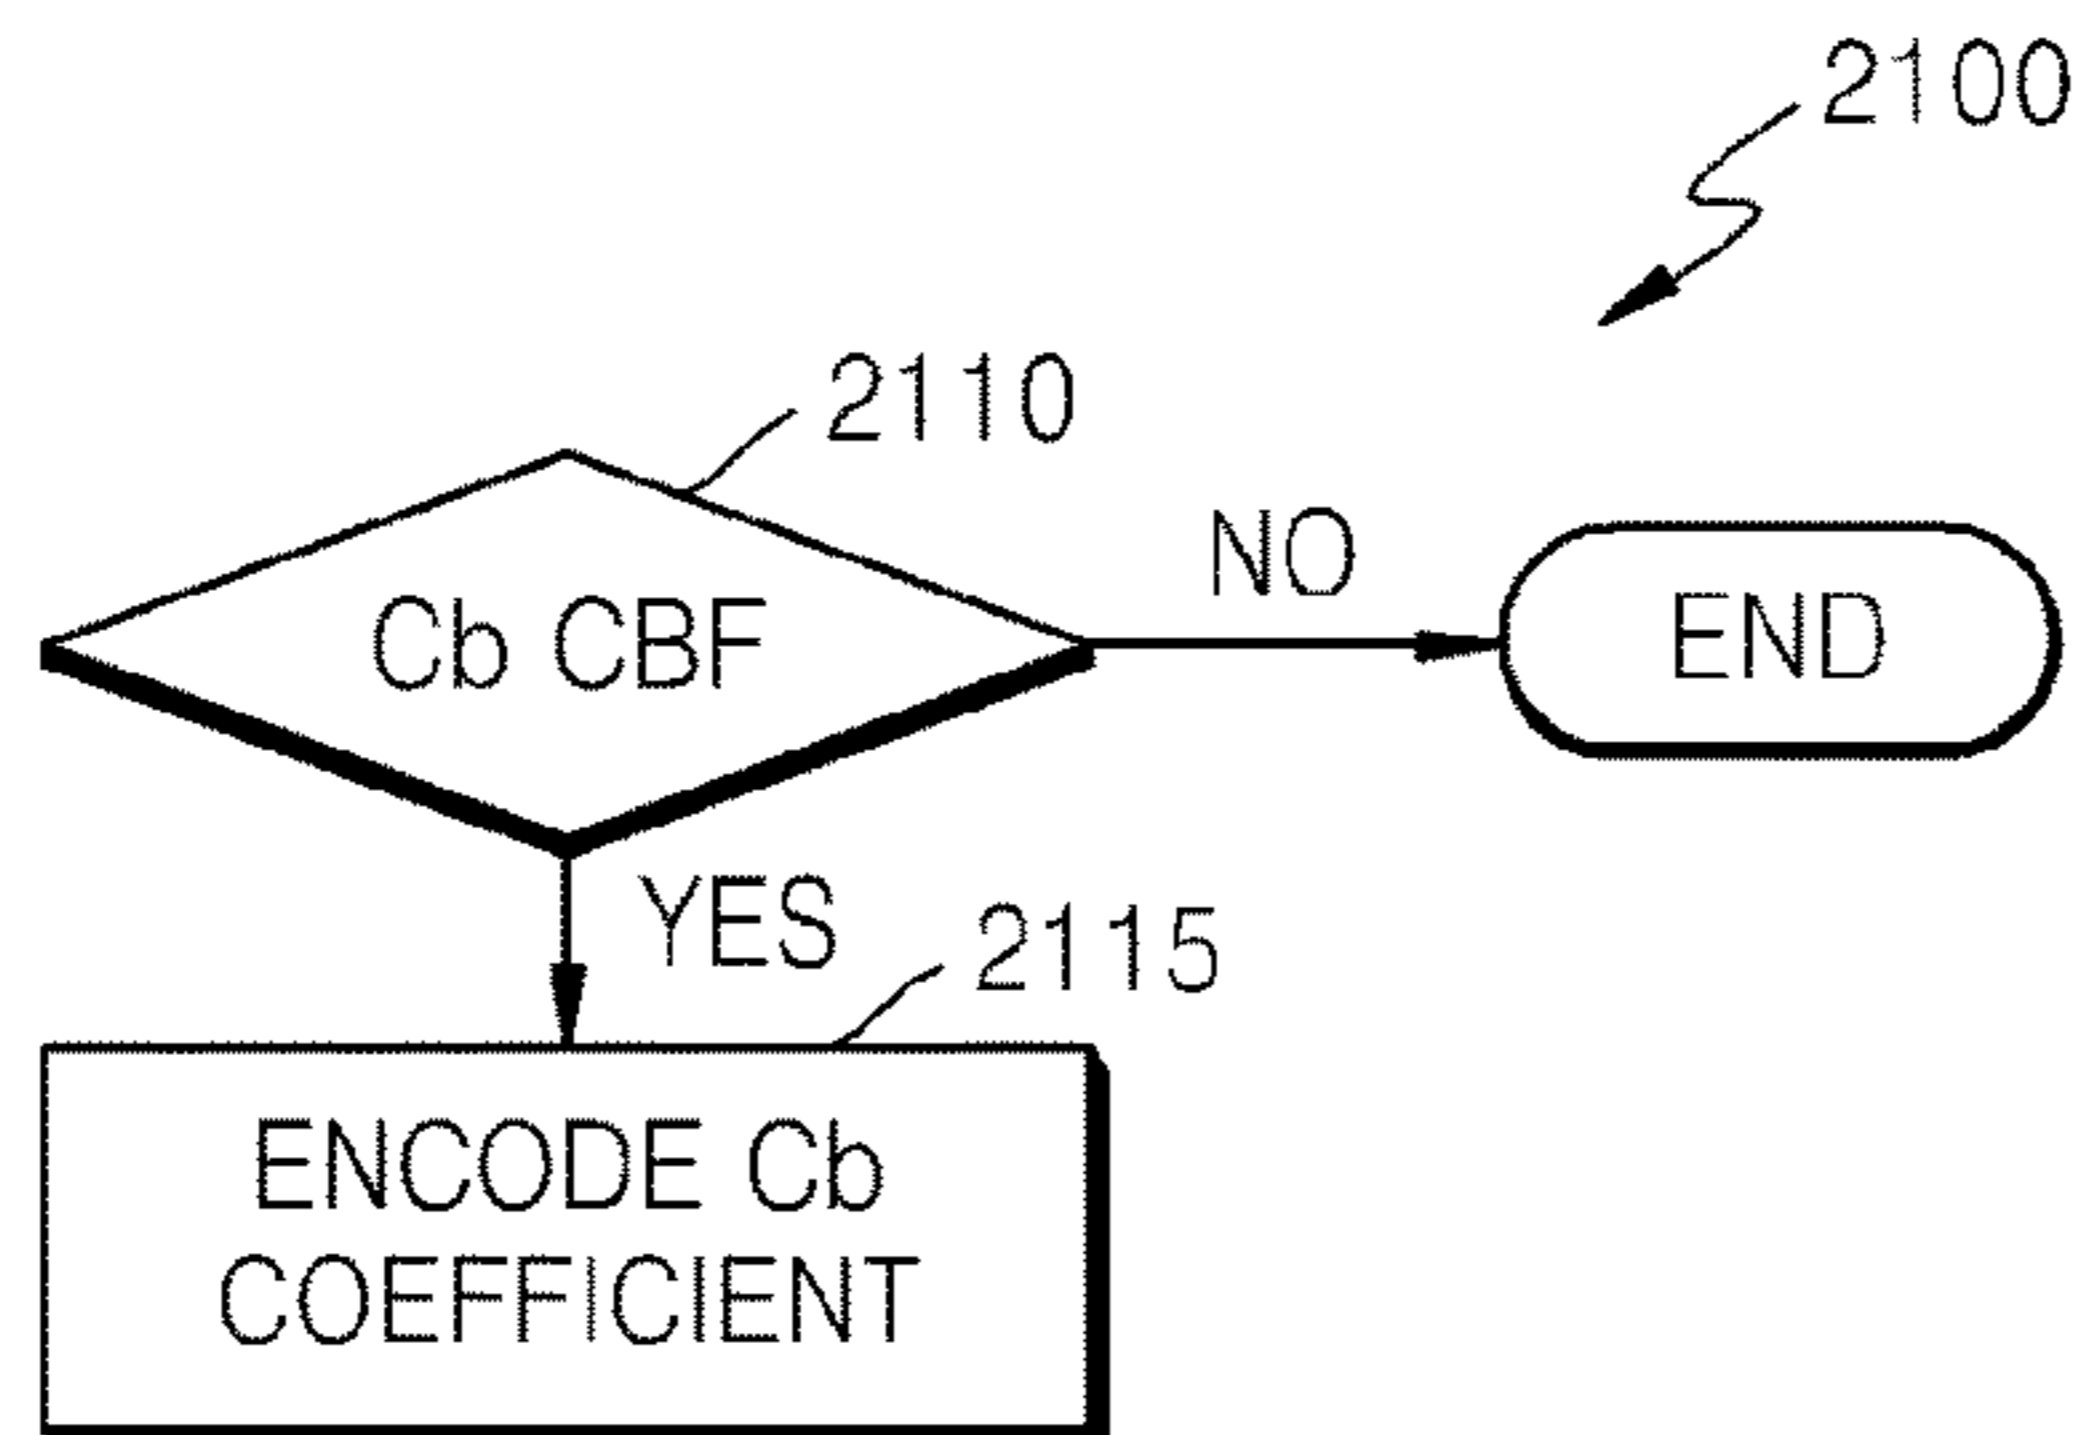 2100
2110
Cb CBF
NO
END
YES
2115
ENCODE Cb
COEFFICIENT